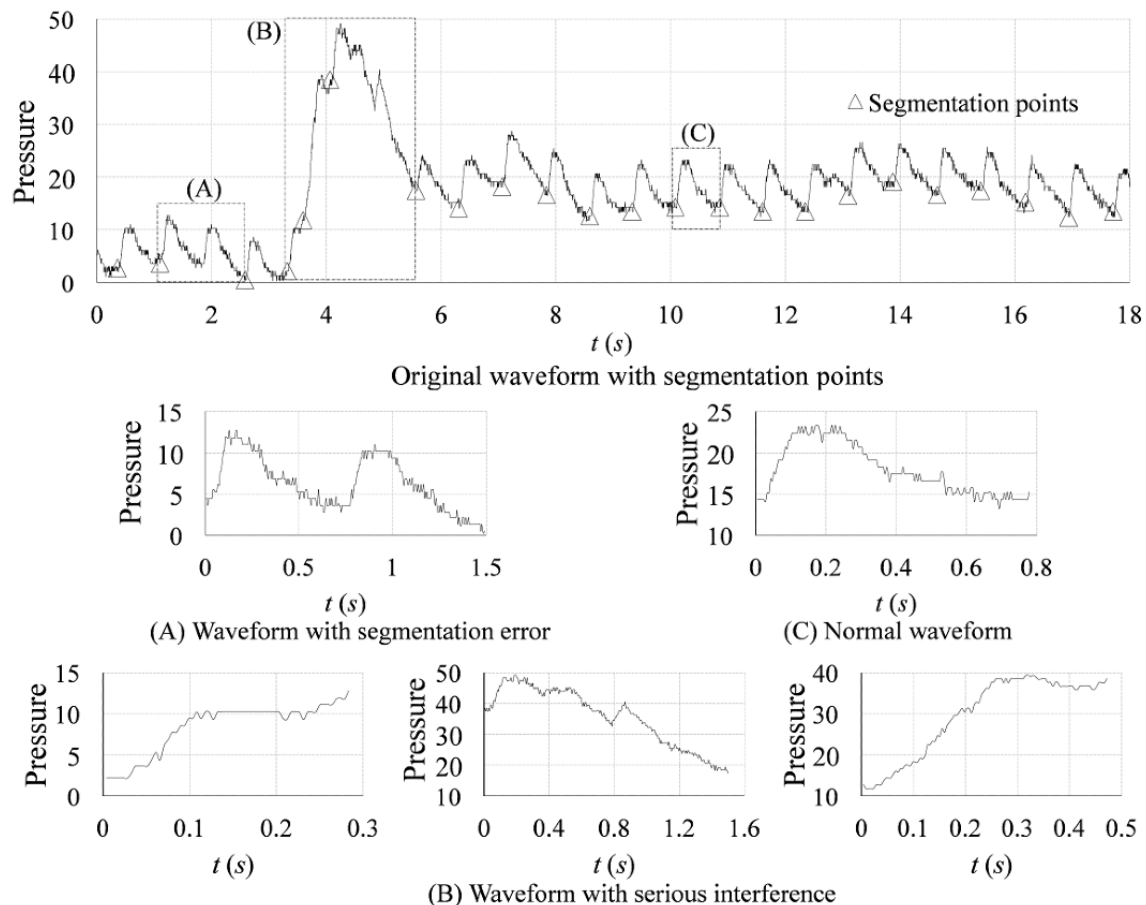 50
(B)
40
△ Segmentation points
30
(C)
Pressure
20
(A)
10
0
0 2 4 6 8 10 12 14 16 18
t (s)
Original waveform with segmentation points
15 25
10 20
Pressure Pressure
5 15
0 10
0 0.5 1 1.5 0 0.2 0.4 0.6 0.8
t (s) t (s)
(A) Waveform with segmentation error (C) Normal waveform
15 50 40
10 40 30
Pressure Pressure Pressure
5 30 20
0 20 10
10
0 0.1 0.2 0.3 0 0.4 0.8 1.2 1.6 0 0.1 0.2 0.3 0.4 0.5
t (s) t (s) t (s)
(B) Waveform with serious interference